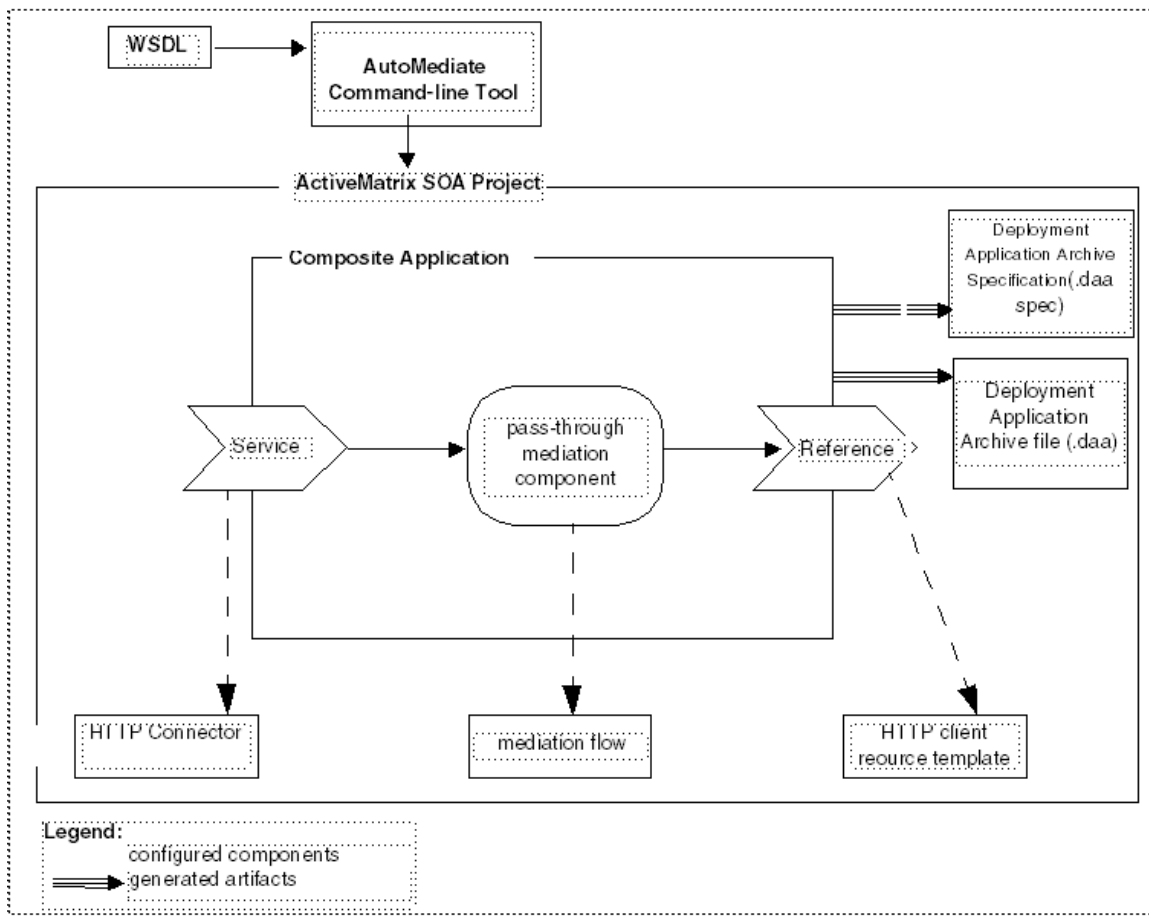 WSDL
AutoMediate
Command-line Tool
ActiveMatrix SOA Project
Deployment
Application Archive
Specification(.daa
spec)
Composite Application
Deployment
Application
Archive file (.daa)
Service
pass-through
mediation
component
Reference
HTTP Connector
mediation flow
HTTP client
reource template
Legend:
configured components
generated artifacts